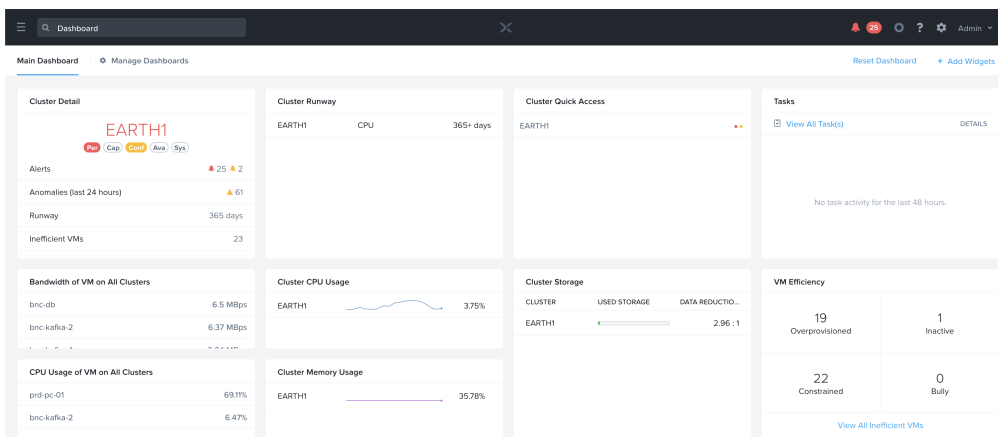 Dashboard
25
?
Admin
Main Dashboard
Manage Dashboards
Reset Dashboard
+ Add Widgets
Cluster Detail
EARTH1
Per Cap Conf Ava Sys
Alerts 25 2
Anomalies (last 24 hours) 61
Runway 365 days
Inefficient VMs 23
Cluster Runway
EARTH1 CPU 365+ days
Cluster Quick Access
EARTH1
Tasks
View All Task(s) DETAILS
No task activity for the last 48 hours.
Bandwidth of VM on All Clusters
bnc-db 6.5 MBps
bnc-kafka-2 6.37 MBps
CPU Usage of VM on All Clusters
prd-pc-01 69.11%
bnc-kafka-2 6.47%
Cluster CPU Usage
EARTH1 3.75%
Cluster Memory Usage
EARTH1 35.78%
Cluster Storage
CLUSTER USED STORAGE DATA REDUCTIO...
EARTH1 2.96 : 1
VM Efficiency
19 1
Overprovisioned Inactive
22 0
Constrained Bully
View All Inefficient VMs